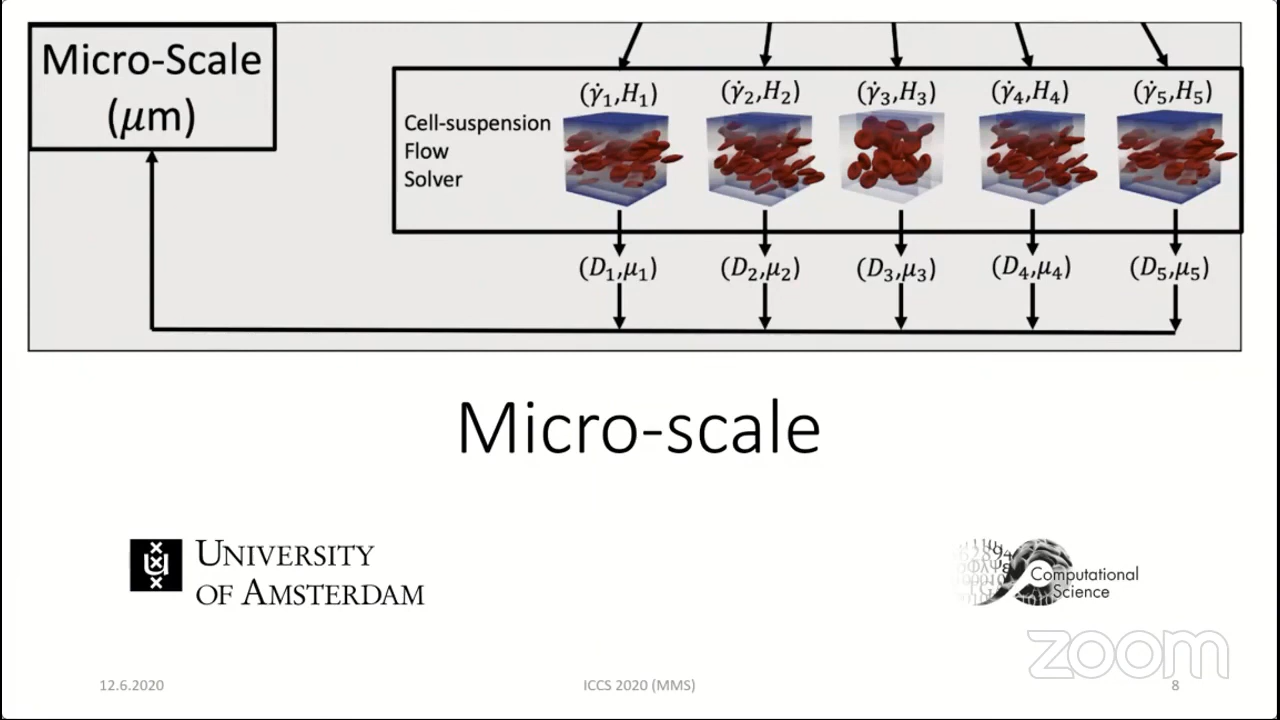 Micro-Scale
(μm)
Cell-suspension
Flow
Solver
(γ̇₁,H₁) (γ̇₂,H₂) (γ̇₃,H₃) (γ̇₄,H₄) (γ̇₅,H₅)
(D₁,μ₁) (D₂,μ₂) (D₃,μ₃) (D₄,μ₄) (D₅,μ₅)
Micro-scale
UNIVERSITY
OF AMSTERDAM
Computational
Science
zoom
12.6.2020 ICCS 2020 (MMS) 8